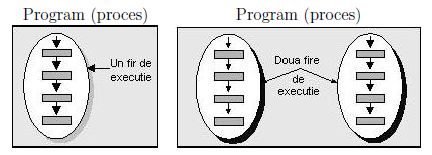 Program (proces)
Program (proces)
Un fir de
executie
Doua fire
de
executie